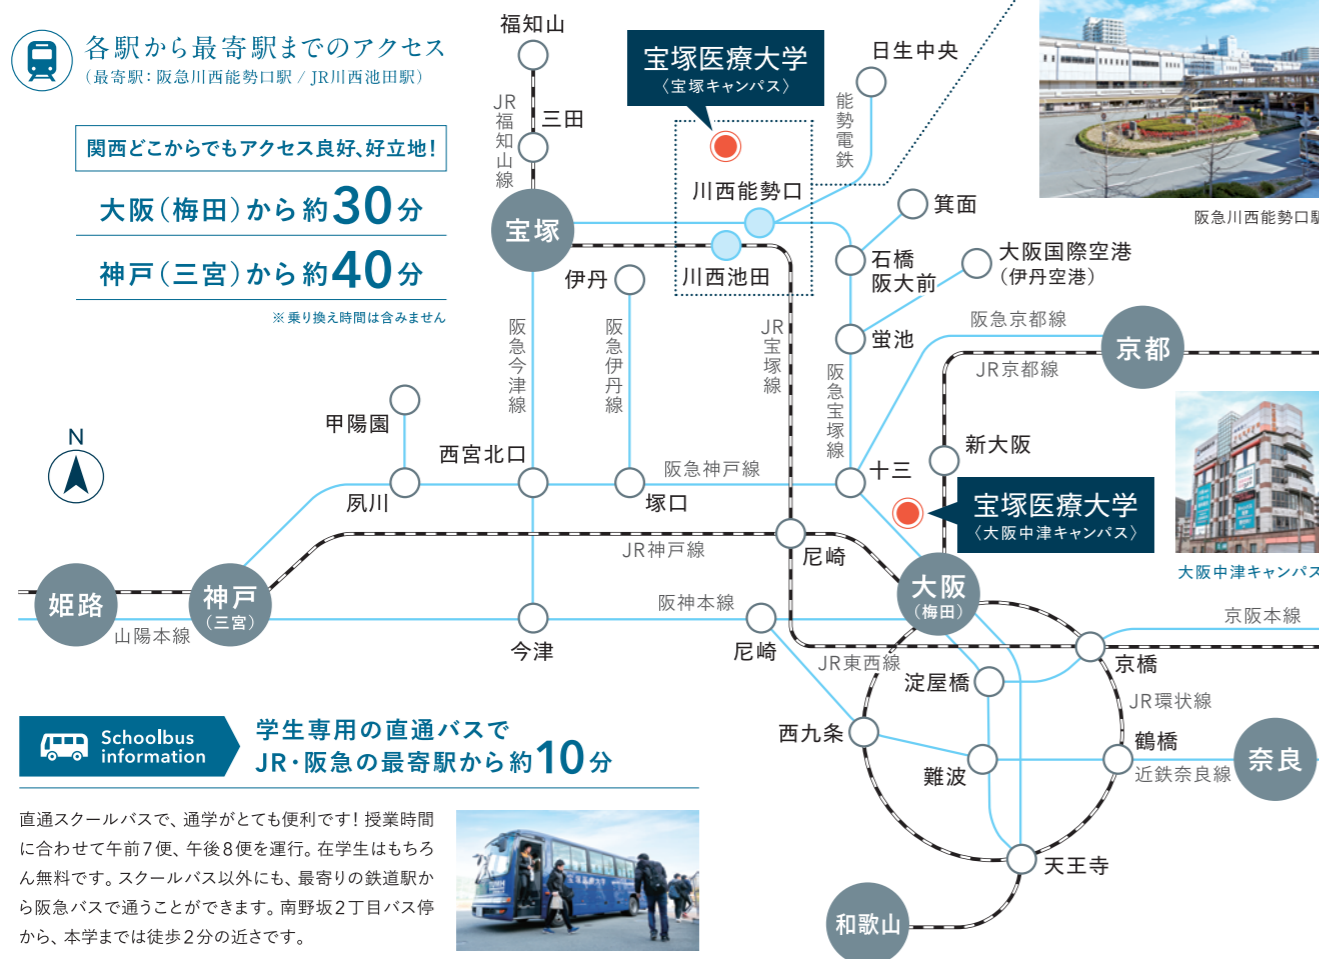 各駅から最寄駅までのアクセス
（最寄駅：阪急川西能勢口駅 / JR川西池田駅）
関西どこからでもアクセス良好、好立地！
大阪（梅田）から約30分
神戸（三宮）から約40分
※乗り換え時間は含みません
福知山
JR福知山線
三田
宝塚医療大学
〈宝塚キャンパス〉
日生中央
能勢電鉄
川西能勢口
宝塚
川西池田
箕面
石橋
阪大前
大阪国際空港
（伊丹空港）
蛍池
阪急川西能勢口駅
伊丹
阪急今津線
阪急伊丹線
JR宝塚線
阪急宝塚線
阪急京都線
京都
JR京都線
N
甲陽園
夙川
西宮北口
塚口
阪急神戸線
十三
新大阪
宝塚医療大学
〈大阪中津キャンパス〉
大阪中津キャンパス
JR神戸線
尼崎
姫路
神戸
（三宮）
大阪
（梅田）
山陽本線
今津
阪神本線
尼崎
JR東西線
京阪本線
京橋
淀屋橋
JR環状線
西九条
難波
鶴橋
近鉄奈良線
奈良
天王寺
和歌山
Schoolbus
information
学生専用の直通バスで
JR・阪急の最寄駅から約10分
直通スクールバスで、通学がとても便利です！授業時間
に合わせて午前7便、午後8便を運行。在学生はもちろ
ん無料です。スクールバス以外にも、最寄りの鉄道駅か
ら阪急バスで通うことができます。南野坂2丁目バス停
から、本学までは徒歩2分の近さです。